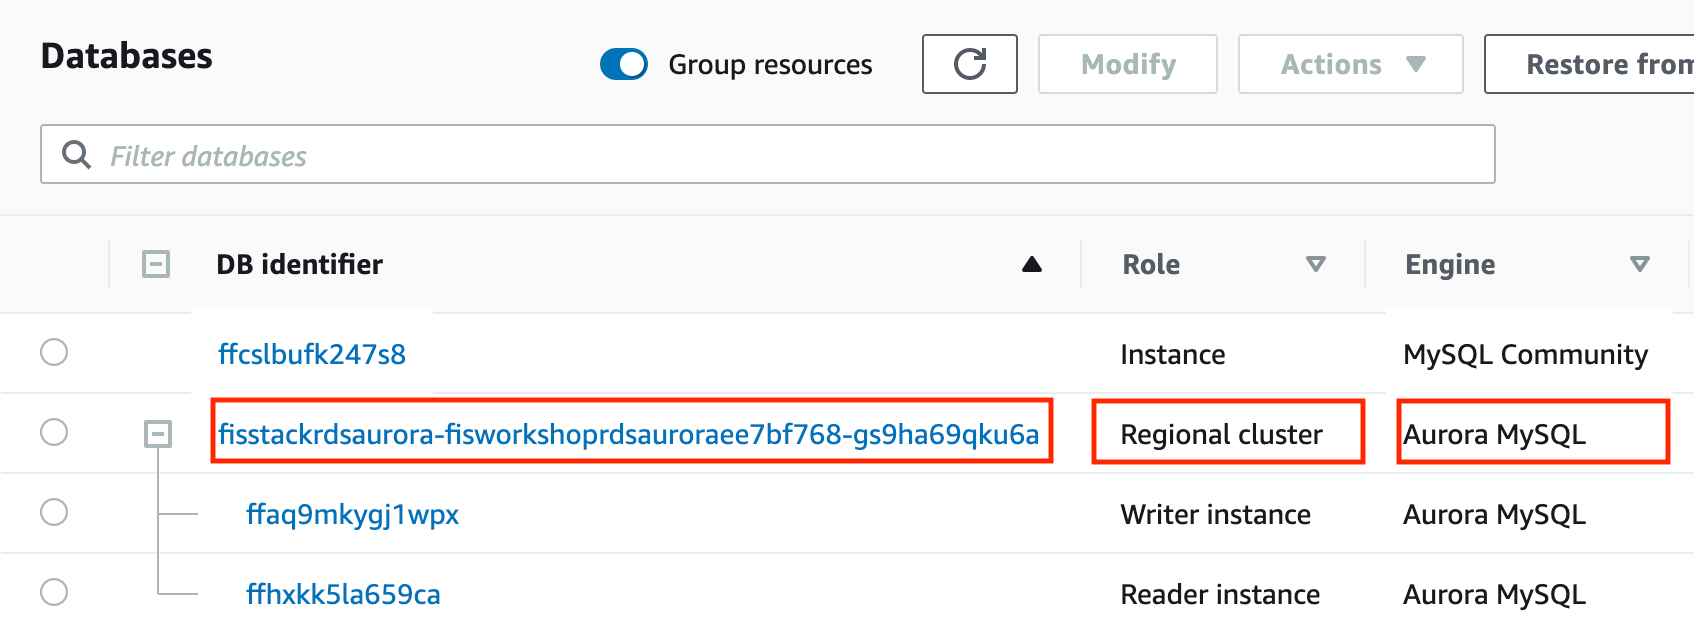 Databases
Group resources
Modify
Actions
Restore from
Filter databases
DB identifier
Role
Engine
ffcslbufk247s8
Instance
MySQL Community
fisstackrdsaurora-fisworkshoprdsauroraee7bf768-gs9ha69qku6a
Regional cluster
Aurora MySQL
ffaq9mkygj1wpx
Writer instance
Aurora MySQL
ffhxkk5la659ca
Reader instance
Aurora MySQL